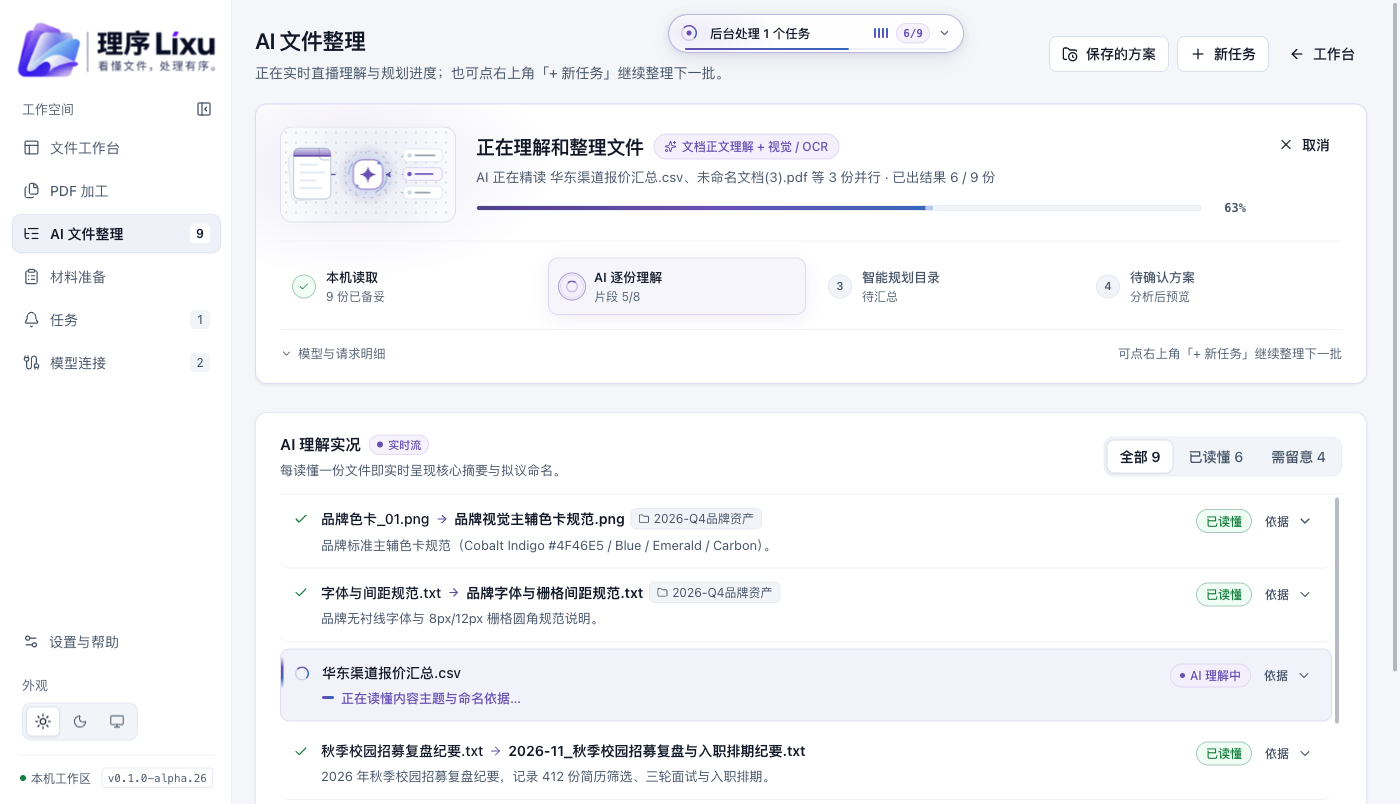 理序 Lixu
看懂文件，处理有序。
工作空间
文件工作台
PDF 加工
AI 文件整理 9
材料准备
任务 1
模型连接 2
设置与帮助
外观
本机工作区 v0.1.0-alpha.26
AI 文件整理
正在实时直播理解与规划进度；也可点右上角「+ 新任务」继续整理下一批。
后台处理 1 个任务 6/9
保存的方案 新任务 工作台
正在理解和整理文件 文档正文理解 + 视觉 / OCR
取消
AI 正在精读 华东渠道报价汇总.csv、未命名文档(3).pdf 等 3 份并行 · 已出结果 6 / 9 份
63%
本机读取
9 份已备妥
AI 逐份理解
片段 5/8
3 智能规划目录
待汇总
4 待确认方案
分析后预览
模型与请求明细
可点右上角「+ 新任务」继续整理下一批
AI 理解实况 实时流
每读懂一份文件即实时呈现核心摘要与拟议命名。
全部 9 已读懂 6 需留意 4
品牌色卡_01.png → 品牌视觉主辅色卡规范.png 2026-Q4品牌资产
品牌标准主辅色卡规范（Cobalt Indigo #4F46E5 / Blue / Emerald / Carbon）。
已读懂 依据
字体与间距规范.txt → 品牌字体与栅格间距规范.txt 2026-Q4品牌资产
品牌无衬线字体与 8px/12px 栅格圆角规范说明。
已读懂 依据
华东渠道报价汇总.csv
正在读懂内容主题与命名依据...
AI 理解中 依据
秋季校园招募复盘纪要.txt → 2026-11_秋季校园招募复盘与入职排期纪要.txt
2026 年秋季校园招募复盘纪要，记录 412 份简历筛选、三轮面试与入职排期。
已读懂 依据